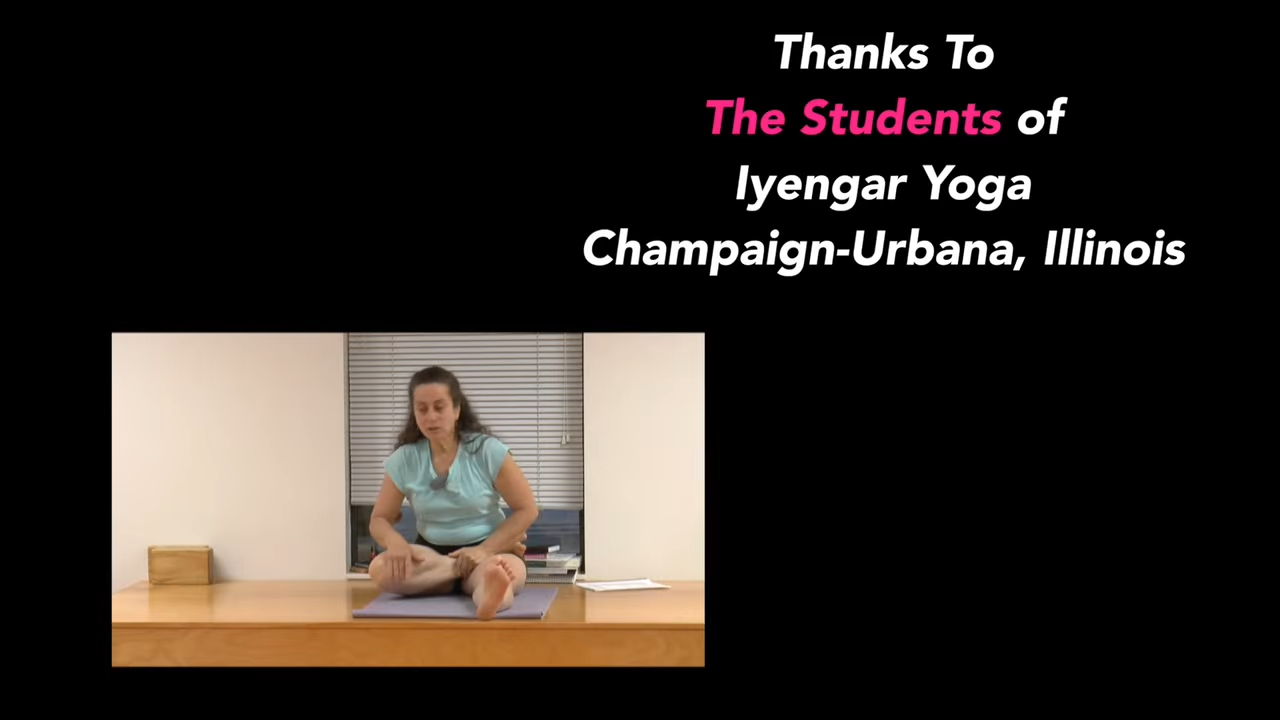 Thanks To
The Students of
Iyengar Yoga
Champaign-Urbana, Illinois